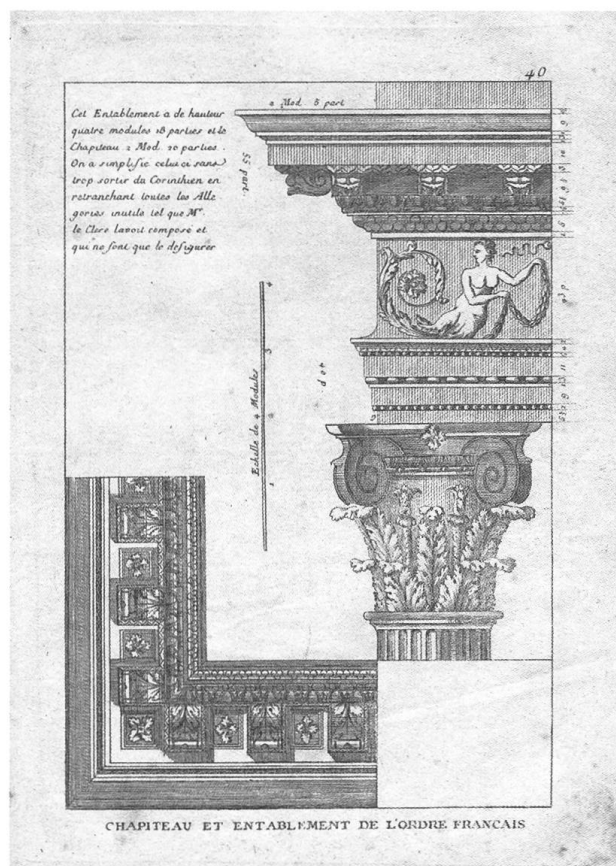 40
2 Mod. 8 part
Cet Entablement a de hauteur
quatre modules 18 parties et le
Chapiteau 2 Mod. 20 parties.
On a simplifie celui ci sans
trop sortir du Corinthien en
retranchant toutes les Alle
gories inutile tel que Mr.
le Clerc lavoit composé et
qui ne font que le defigurer
55 part.
40 p.
Echelle de 4 Modules
CHAPITEAU ET ENTABLEMENT DE L'ORDRE FRANCAIS